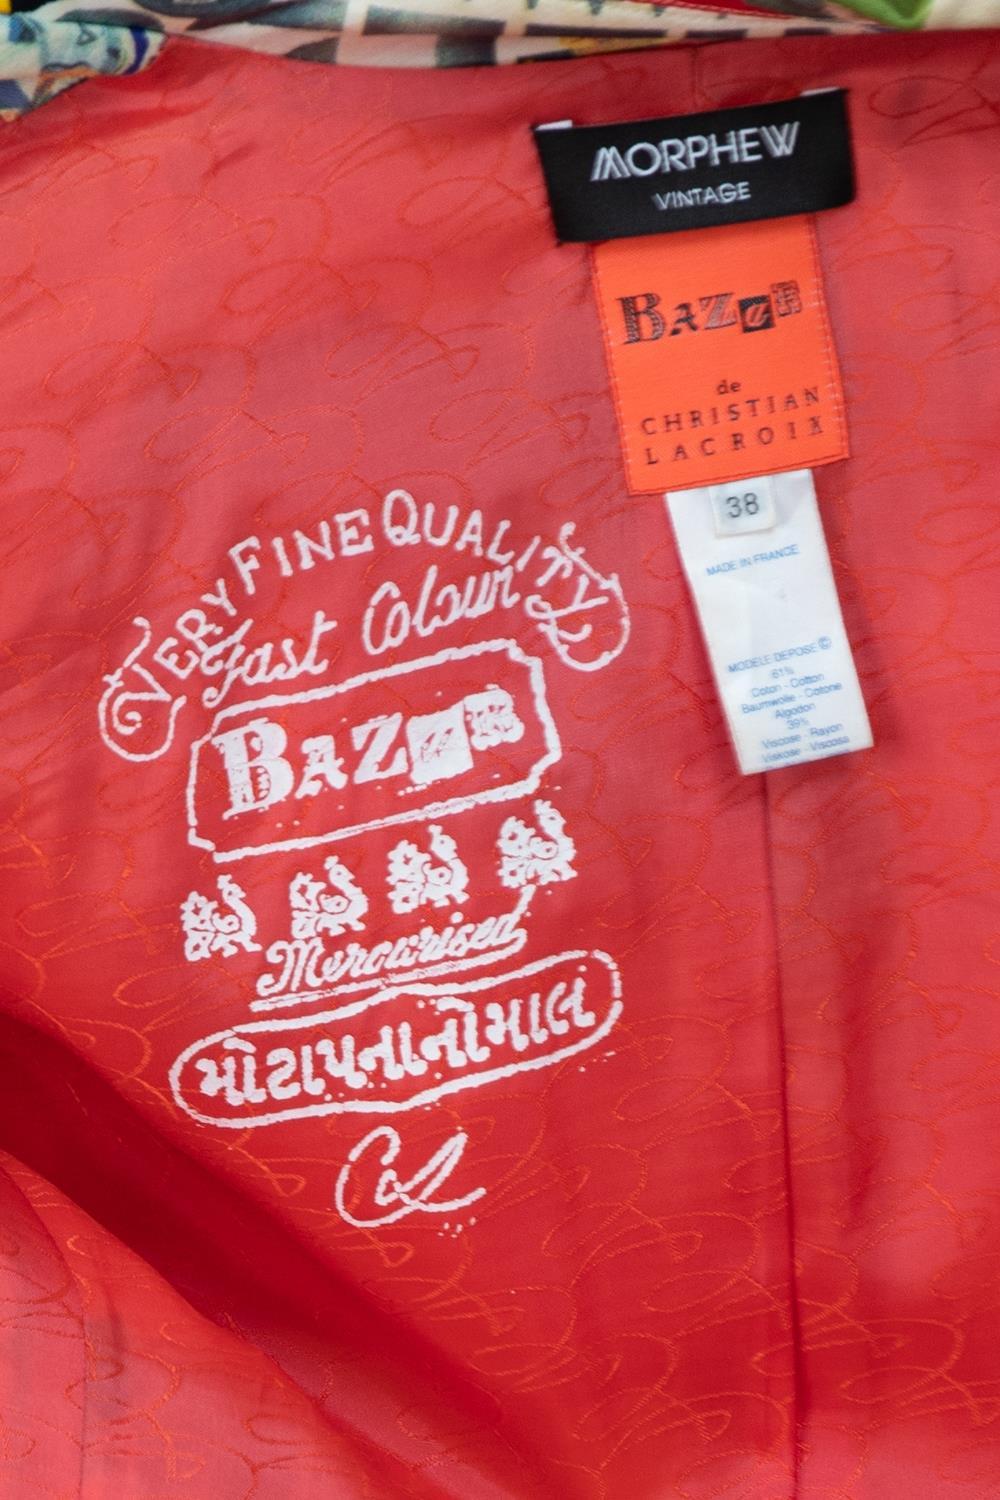 MORPHEW
VINTAGE
BAZAR
de
CHRISTIAN
LACROIX
38
MADE IN FRANCE
MODELE DEPOSE ©
61%
Coton - Cotton
Baumwolle - Cotone
Algodon
39%
Viscose - Rayon
Viskose - Viscosa
VERY FINE QUALITY
Fast Colour
BAZAR
Mercurised
મોટાપનાનોમાલ
CL